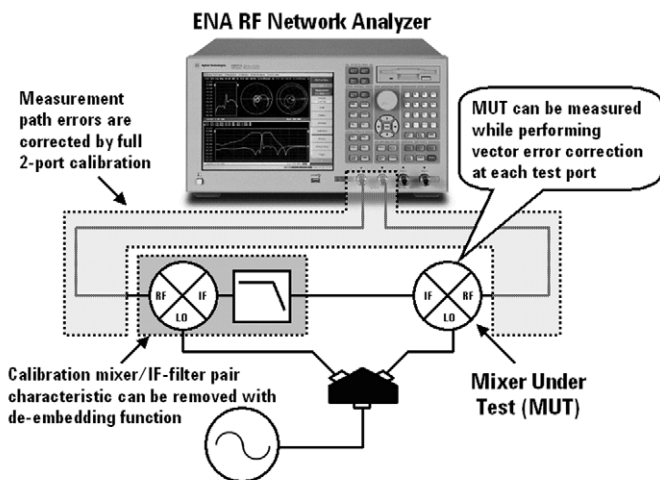 ENA RF Network Analyzer
Agilent Technologies
Measurement
path errors are
corrected by full
2-port calibration
MUT can be measured
while performing
vector error correction
at each test port
RF
IF
LO
IF
RF
LO
Calibration mixer/IF-filter pair
characteristic can be removed with
de-embedding function
Mixer Under
Test (MUT)